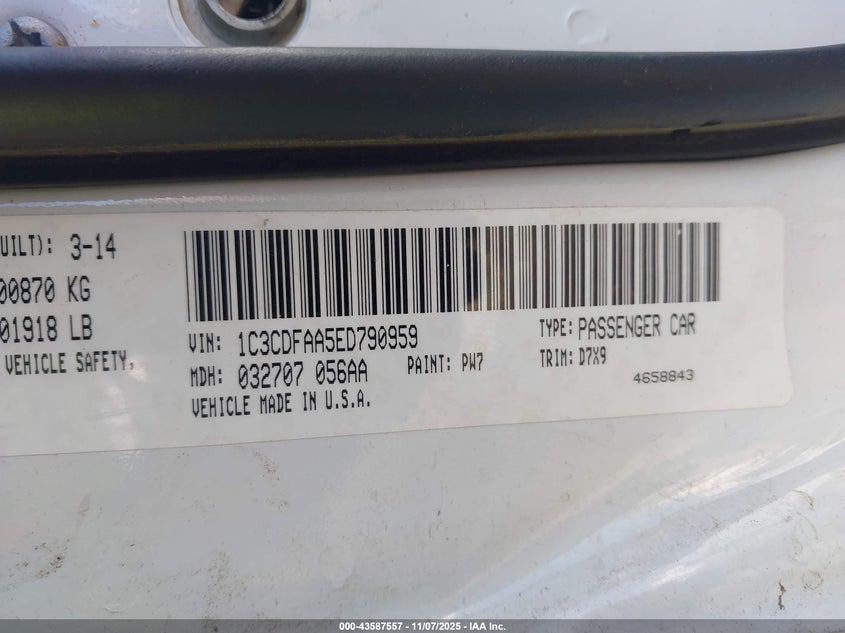 UILT): 3-14
00870 KG
01918 LB
VEHICLE SAFETY,
VIN: 1C3CDFAA5ED790959
TYPE: PASSENGER CAR
MDH: 032707 056AA
PAINT: PW7
TRIM: D7X9
VEHICLE MADE IN U.S.A.
4658843
000-43587557 - 11/07/2025 - IAA Inc.